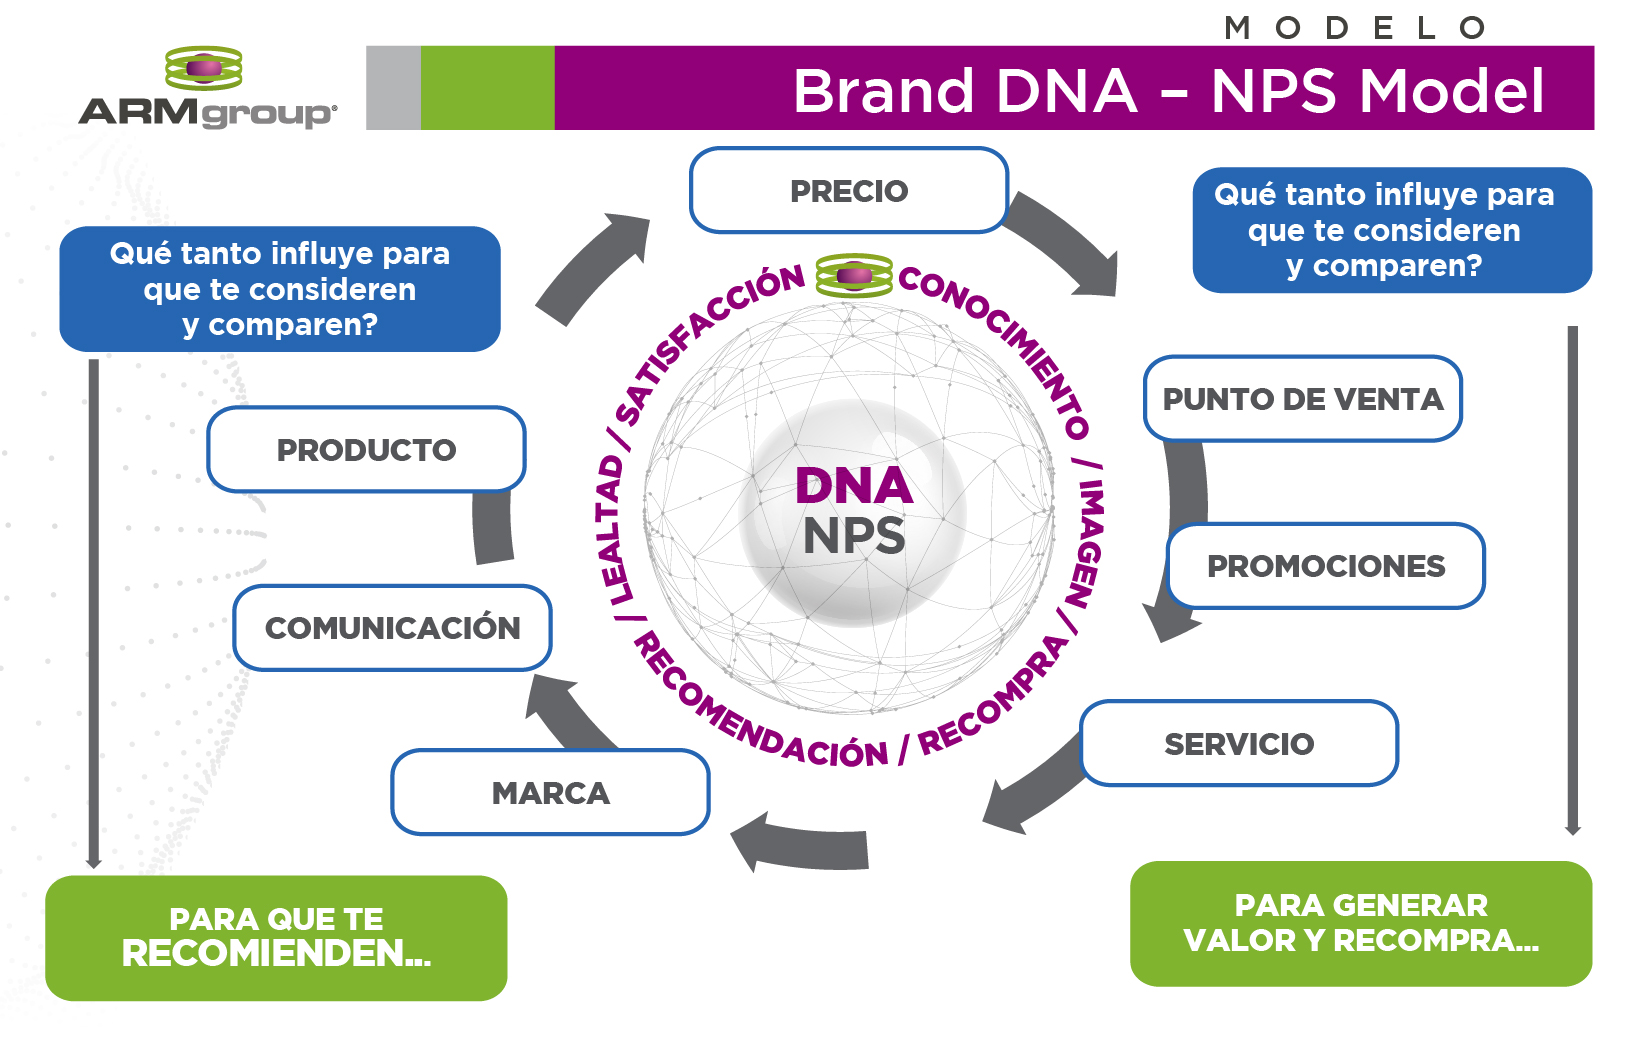 MODELO
ARMgroup®
Brand DNA – NPS Model
PRECIO
Qué tanto influye para
que te consideren
y comparen?
Qué tanto influye para
que te consideren
y comparen?
CONOCIMIENTO / IMAGEN / RECOMPRA / RECOMENDACIÓN / LEALTAD / SATISFACCIÓN
PUNTO DE VENTA
PRODUCTO
DNA
NPS
PROMOCIONES
COMUNICACIÓN
SERVICIO
MARCA
PARA QUE TE
RECOMIENDEN...
PARA GENERAR
VALOR Y RECOMPRA...